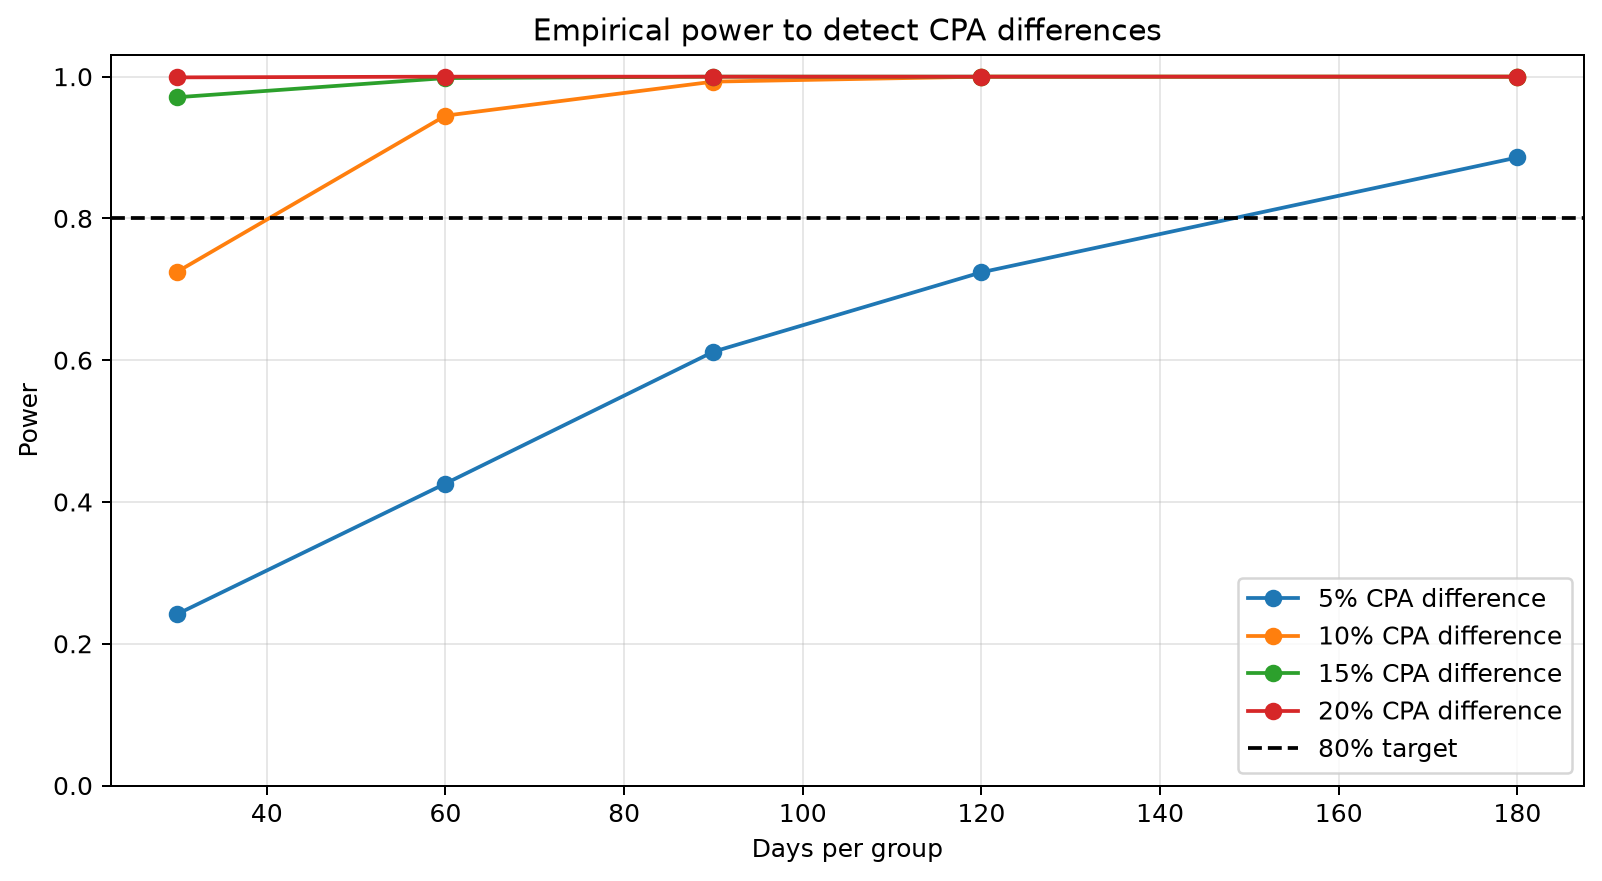 Empirical power to detect CPA differences
1.0
0.8
0.6
0.4
0.2
0.0
Power
40 60 80 100 120 140 160 180
Days per group
5% CPA difference
10% CPA difference
15% CPA difference
20% CPA difference
80% target